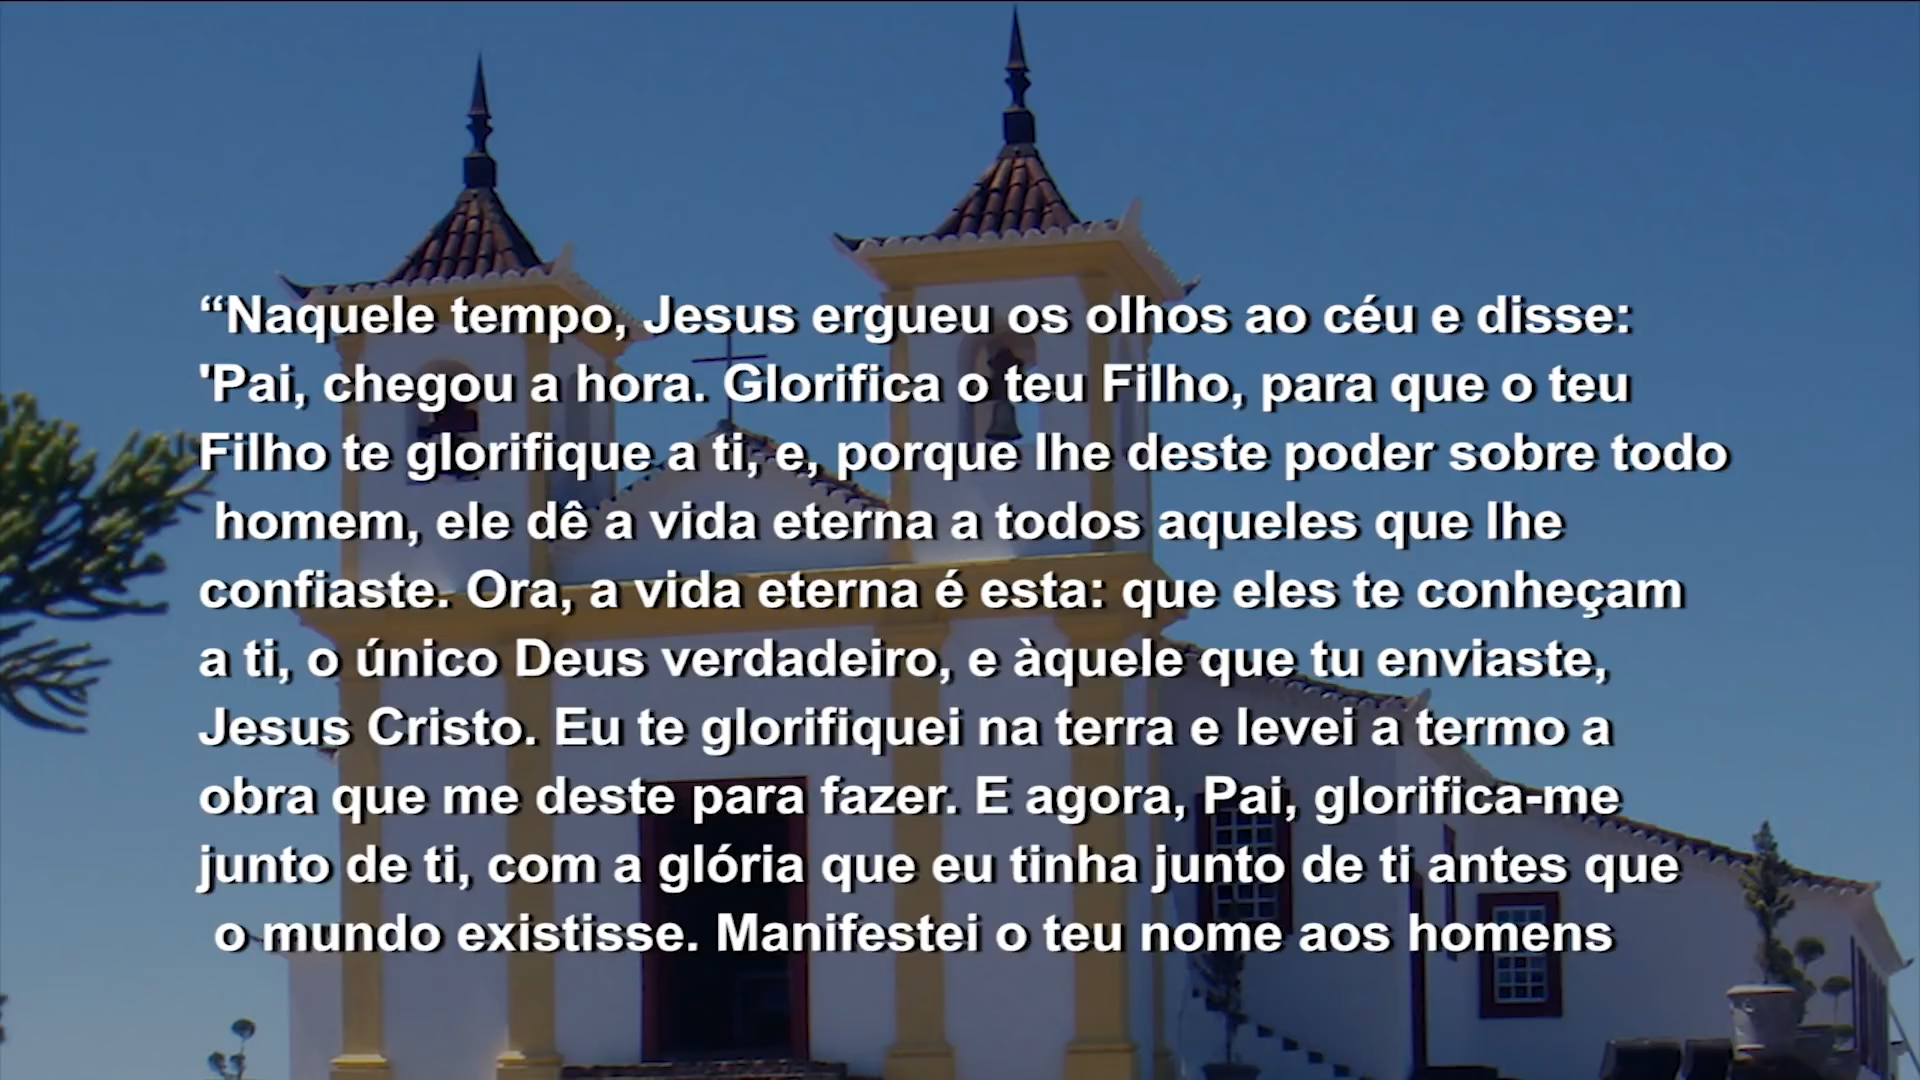 “Naquele tempo, Jesus ergueu os olhos ao céu e disse:
'Pai, chegou a hora. Glorifica o teu Filho, para que o teu
Filho te glorifique a ti, e, porque lhe deste poder sobre todo
homem, ele dê a vida eterna a todos aqueles que lhe
confiaste. Ora, a vida eterna é esta: que eles te conheçam
a ti, o único Deus verdadeiro, e àquele que tu enviaste,
Jesus Cristo. Eu te glorifiquei na terra e levei a termo a
obra que me deste para fazer. E agora, Pai, glorifica-me
junto de ti, com a glória que eu tinha junto de ti antes que
o mundo existisse. Manifestei o teu nome aos homens